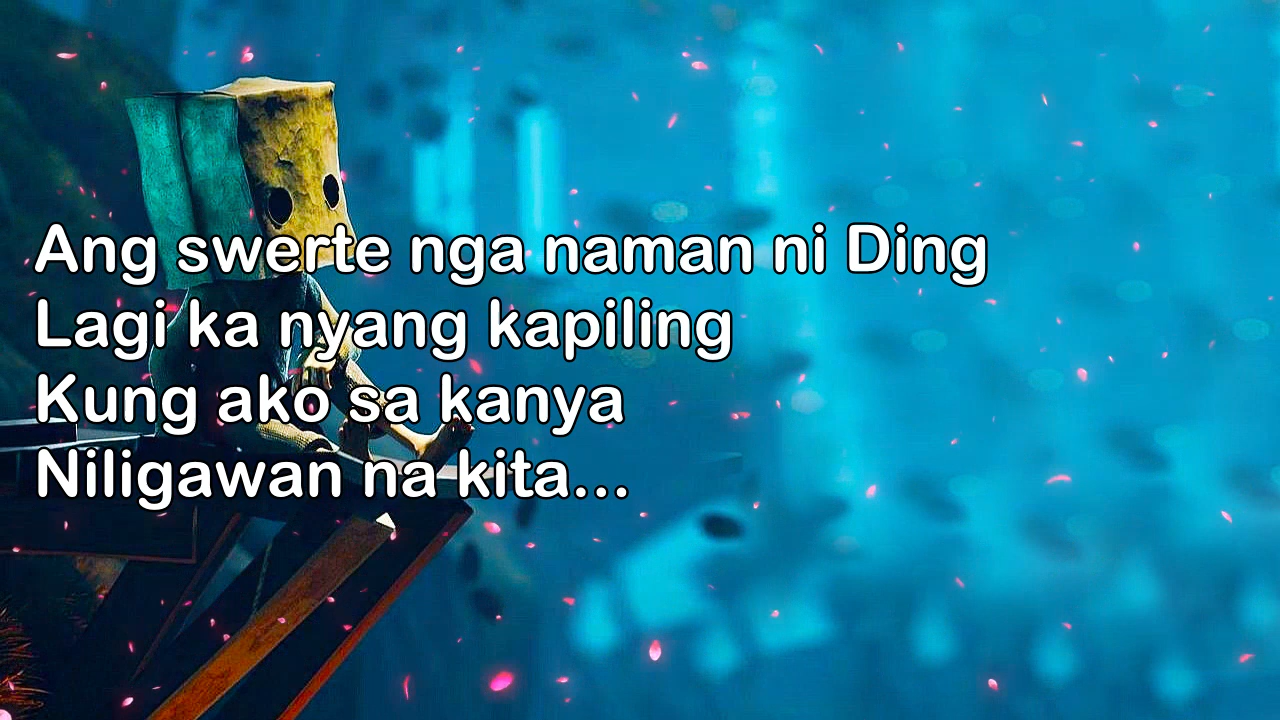 Ang swerte nga naman ni Ding
Lagi ka nyang kapiling
Kung ako sa kanya
Niligawan na kita...